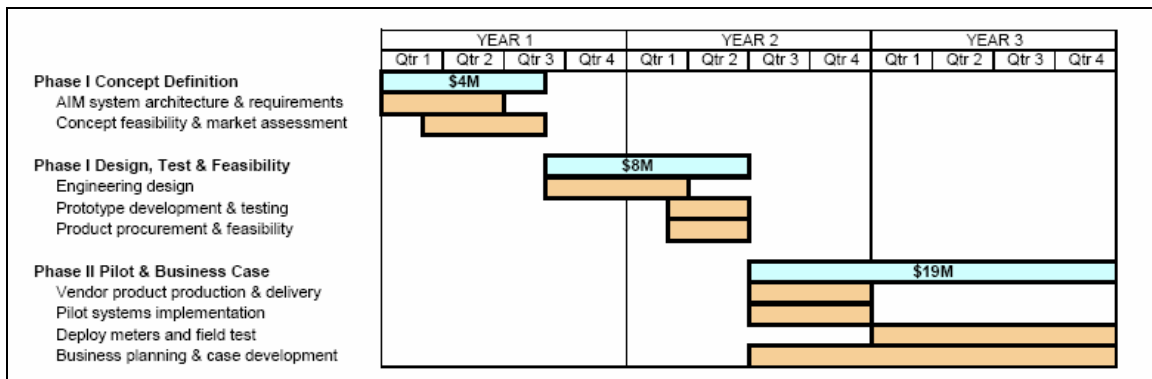 YEAR 1 YEAR 2 YEAR 3
Qtr 1 Qtr 2 Qtr 3 Qtr 4 Qtr 1 Qtr 2 Qtr 3 Qtr 4 Qtr 1 Qtr 2 Qtr 3 Qtr 4
Phase I Concept Definition $4M
AIM system architecture & requirements
Concept feasibility & market assessment
Phase I Design, Test & Feasibility $8M
Engineering design
Prototype development & testing
Product procurement & feasibility
Phase II Pilot & Business Case $19M
Vendor product production & delivery
Pilot systems implementation
Deploy meters and field test
Business planning & case development